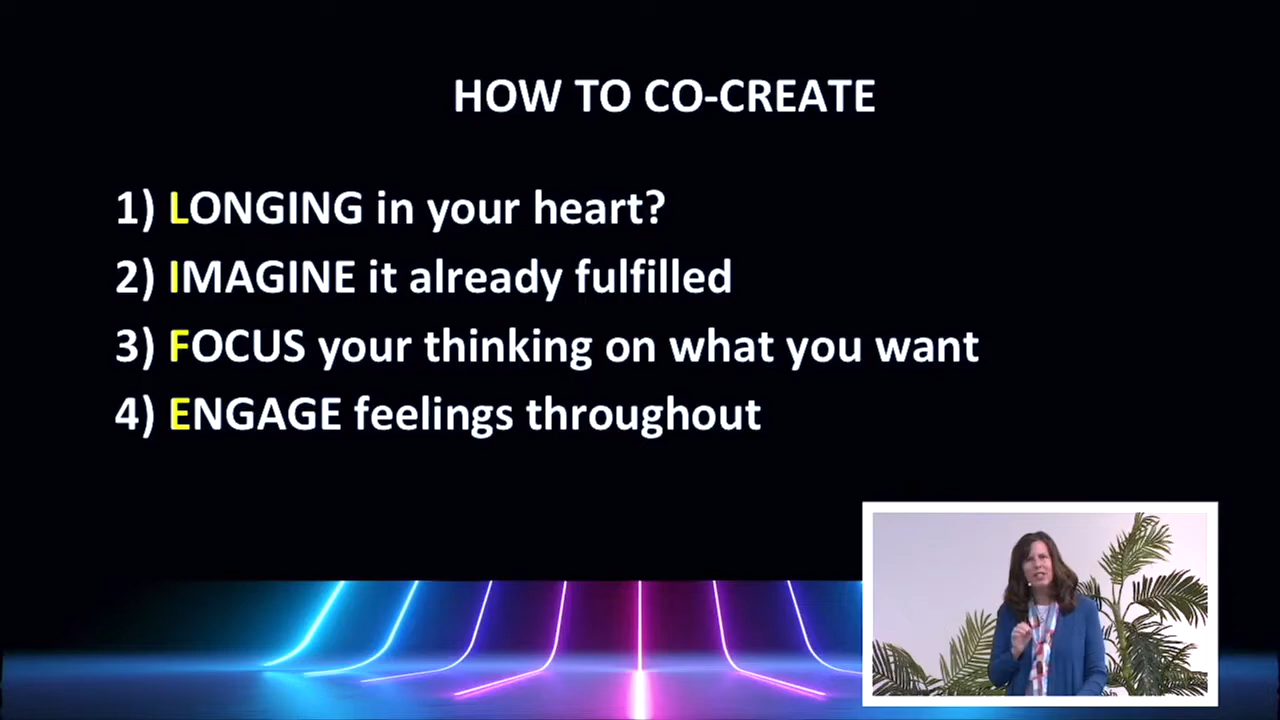 HOW TO CO-CREATE
1) LONGING in your heart?
2) IMAGINE it already fulfilled
3) FOCUS your thinking on what you want
4) ENGAGE feelings throughout